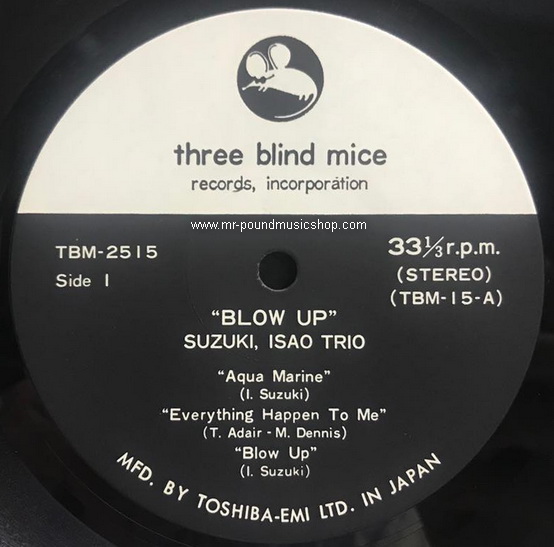 three blind mice
records, incorporation
www.mr-poundmusicshop.com
TBM-2515
33⅓ r.p.m.
Side 1
(STEREO)
(TBM-15-A)
"BLOW UP"
SUZUKI, ISAO TRIO
"Aqua Marine"
(I. Suzuki)
"Everything Happen To Me"
(T. Adair - M. Dennis)
"Blow Up"
(I. Suzuki)
MFD. BY TOSHIBA-EMI LTD. IN JAPAN